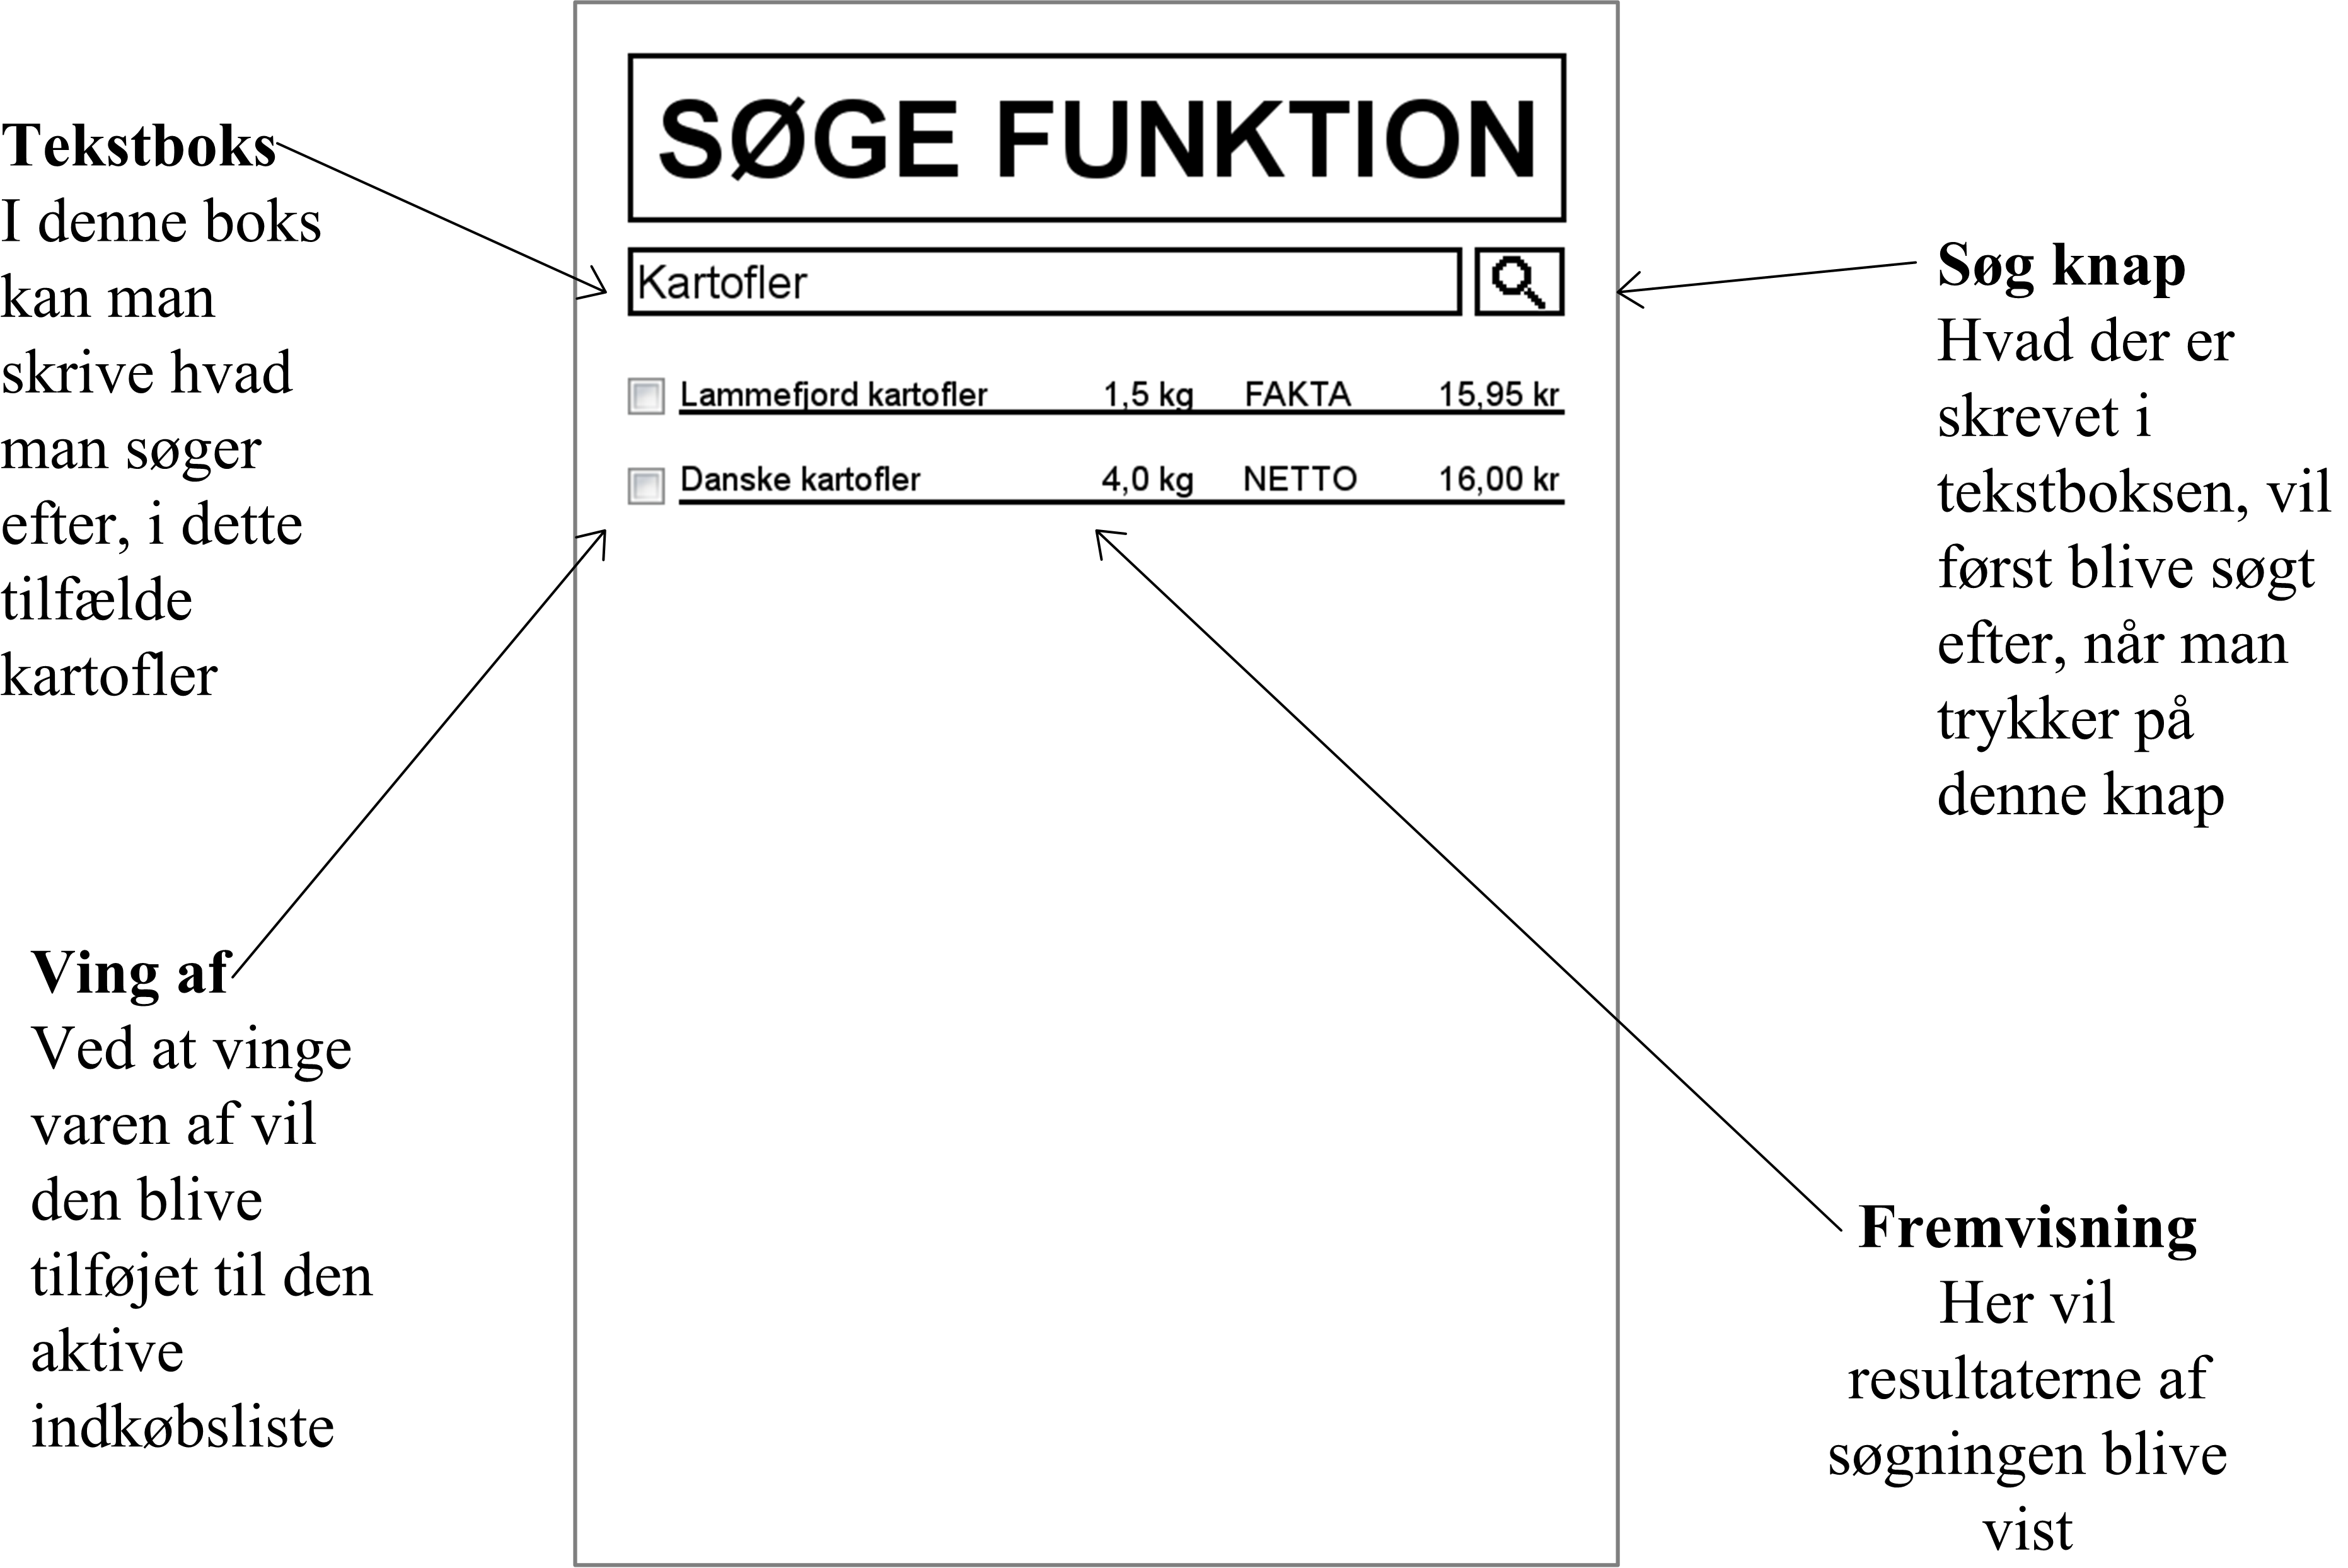 SØGE FUNKTION
Tekstboks
I denne boks
kan man
skrive hvad
man søger
efter, i dette
tilfælde
kartofler
Kartofler
Søg knap
Hvad der er
skrevet i
tekstboksen, vil
først blive søgt
efter, når man
trykker på
denne knap
Lammefjord kartofler 1,5 kg FAKTA 15,95 kr
Danske kartofler 4,0 kg NETTO 16,00 kr
Ving af
Ved at vinge
varen af vil
den blive
tilføjet til den
aktive
indkøbsliste
Fremvisning
Her vil
resultaterne af
søgningen blive
vist